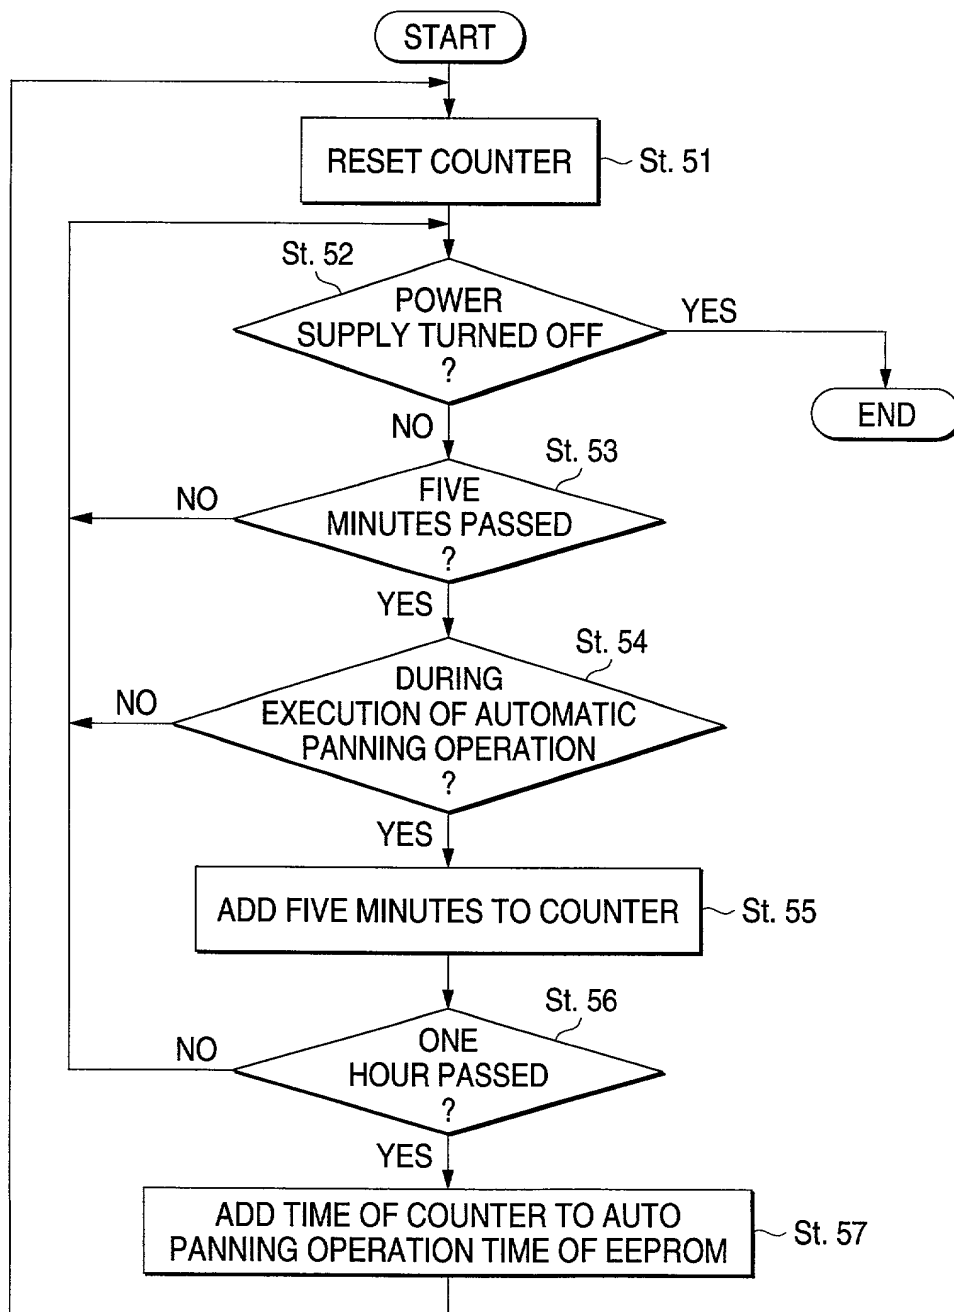 START
RESET COUNTER
St. 51
St. 52
POWER
SUPPLY TURNED OFF
?
YES
END
NO
St. 53
FIVE
MINUTES PASSED
?
NO
YES
St. 54
DURING
EXECUTION OF AUTOMATIC
PANNING OPERATION
?
NO
YES
ADD FIVE MINUTES TO COUNTER
St. 55
St. 56
ONE
HOUR PASSED
?
NO
YES
ADD TIME OF COUNTER TO AUTO
PANNING OPERATION TIME OF EEPROM
St. 57